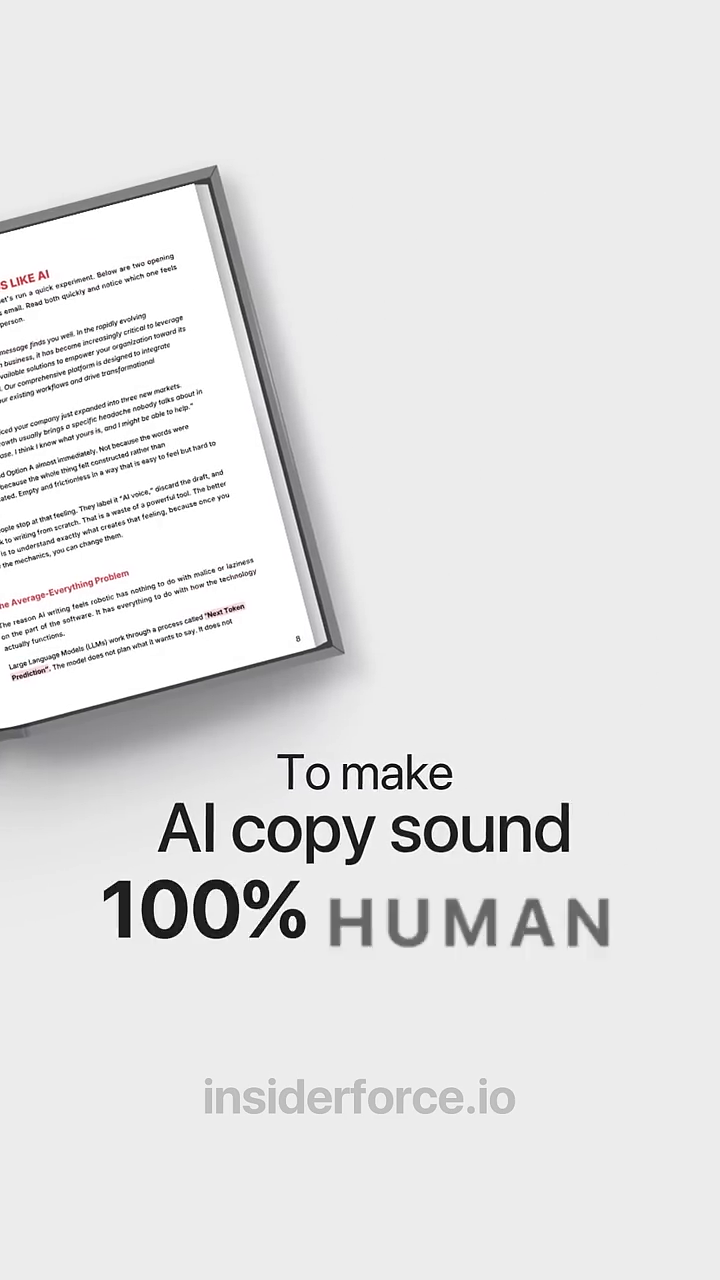 S LIKE AI
let's run a quick experiment. Below are two opening
s email. Read both quickly and notice which one feels
person.
message finds you well. In the rapidly evolving
business, it has become increasingly critical to leverage
vailable solutions to empower your organization toward its
Our comprehensive platform is designed to integrate
ur existing workflows and drive transformational
iced your company just expanded into three new markets.
owth usually brings a specific headache nobody talks about in
ase. I think I know what yours is, and I might be able to help."
d Option A almost immediately. Not because the words were
because the whole thing felt constructed rather than
ated. Empty and frictionless in a way that is easy to feel but hard to
ople stop at that feeling. They label it "AI voice," discard the draft, and
k to writing from scratch. That is a waste of a powerful tool. The better
is to understand exactly what creates that feeling, because once you
the mechanics, you can change them.
he Average-Everything Problem
The reason AI writing feels robotic has nothing to do with malice or laziness
on the part of the software. It has everything to do with how the technology
actually functions.
Large Language Models (LLMs) work through a process called "Next Token
Prediction". The model does not plan what it wants to say. It does not
8
To make
AI copy sound
100% HUMAN
insiderforce.io